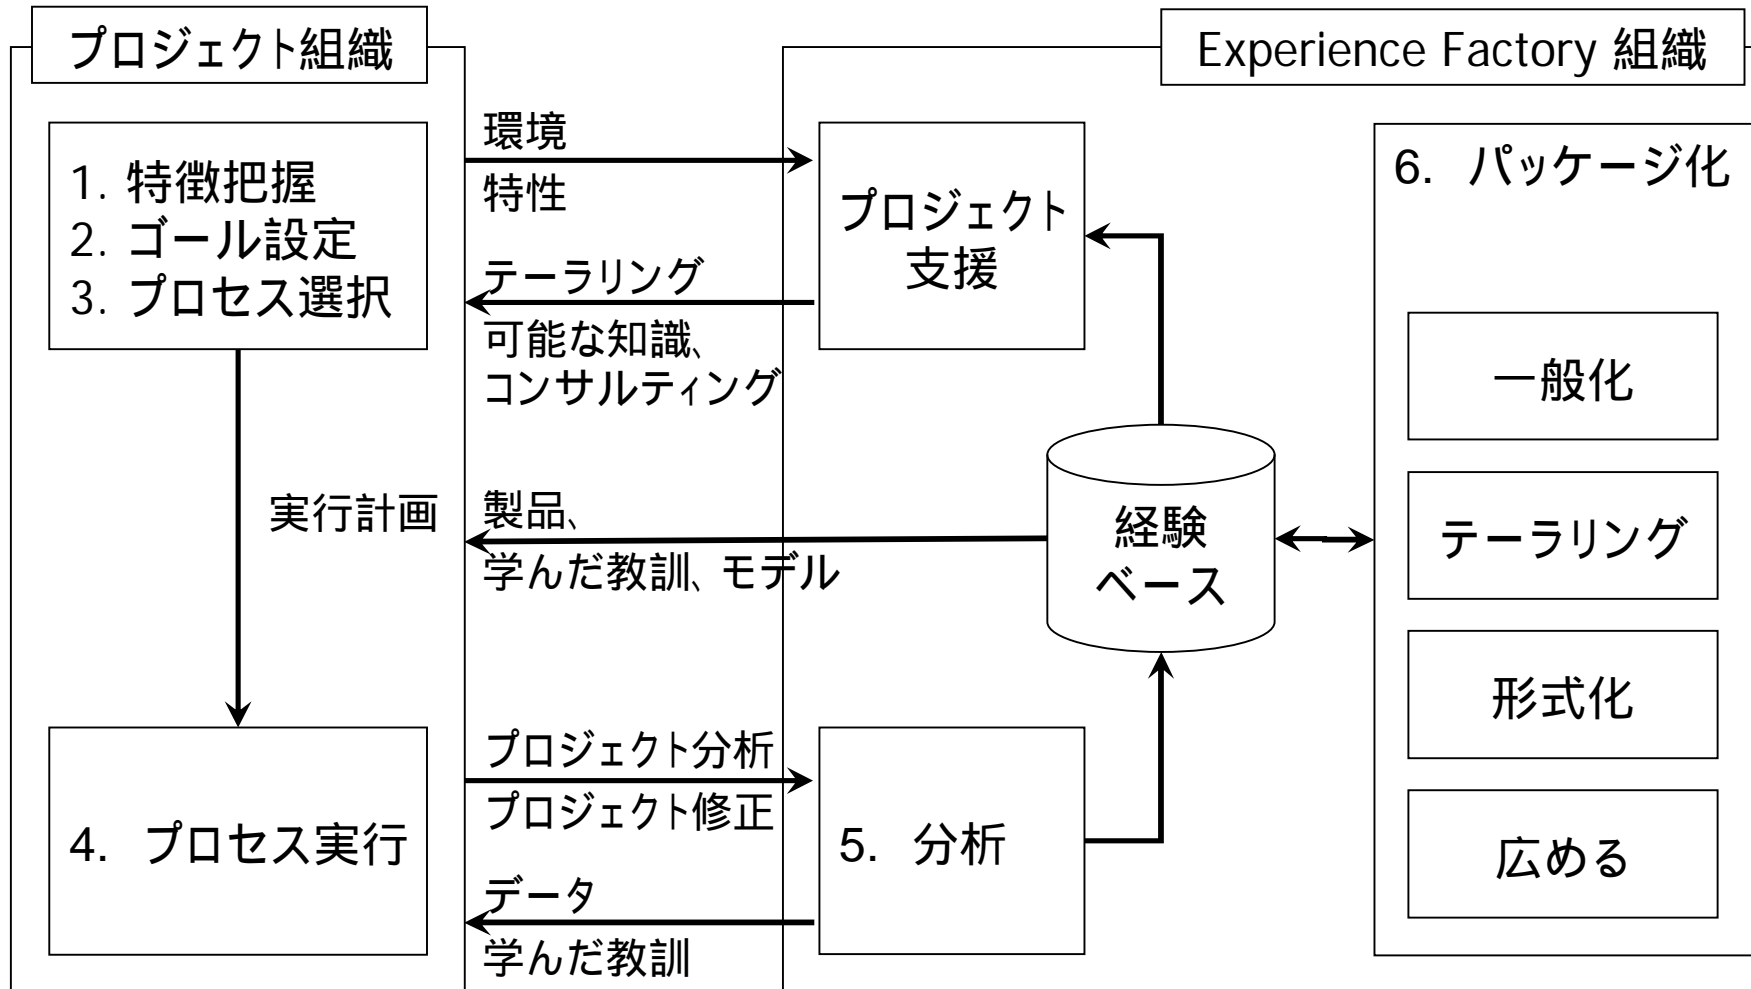 プロジェクト組織
Experience Factory 組織
1. 特徴把握
2. ゴール設定
3. プロセス選択
環境
特性
テーラリング
可能な知識、
コンサルティング
プロジェクト
支援
6. パッケージ化
一般化
テーラリング
形式化
広める
実行計画
製品、
学んだ教訓、モデル
経験
ベース
4. プロセス実行
プロジェクト分析
プロジェクト修正
データ
学んだ教訓
5. 分析